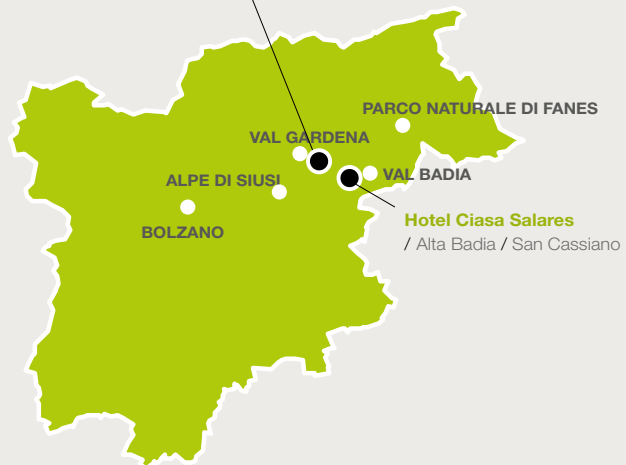 PARCO NATURALE DI FANES
VAL GARDENA
ALPE DI SIUSI
VAL BADIA
BOLZANO
Hotel Ciasa Salares
/ Alta Badia / San Cassiano